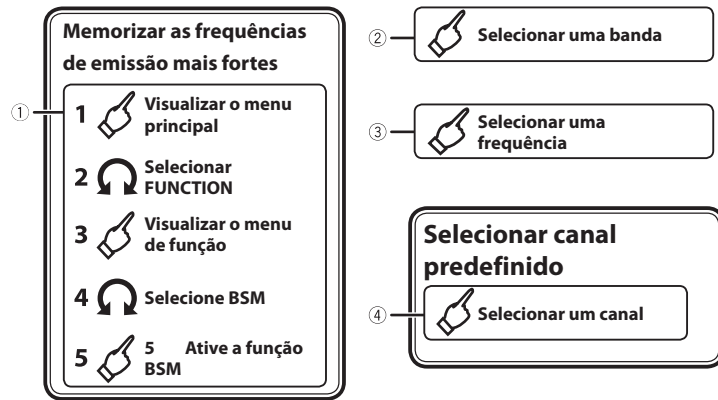 Memorizar as frequências
de emissão mais fortes
①
1 Visualizar o menu
principal
2 Selecionar
FUNCTION
3 Visualizar o menu
de função
4 Selecione BSM
5 5 Ative a função
BSM
② Selecionar uma banda
③ Selecionar uma
frequência
Selecionar canal
predefinido
④ Selecionar um canal